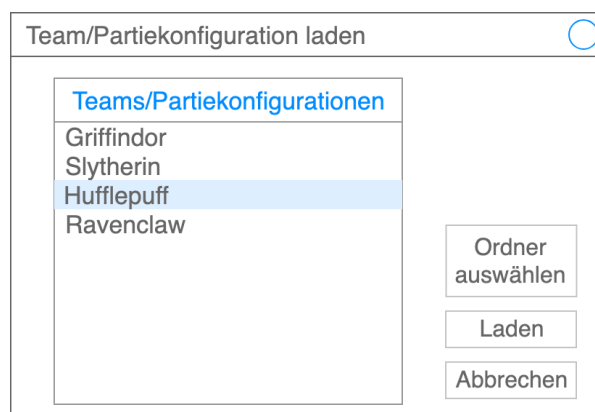 Team/Partiekonfiguration laden
Teams/Partiekonfigurationen
Griffindor
Slytherin
Hufflepuff
Ravenclaw
Ordner
auswählen
Laden
Abbrechen